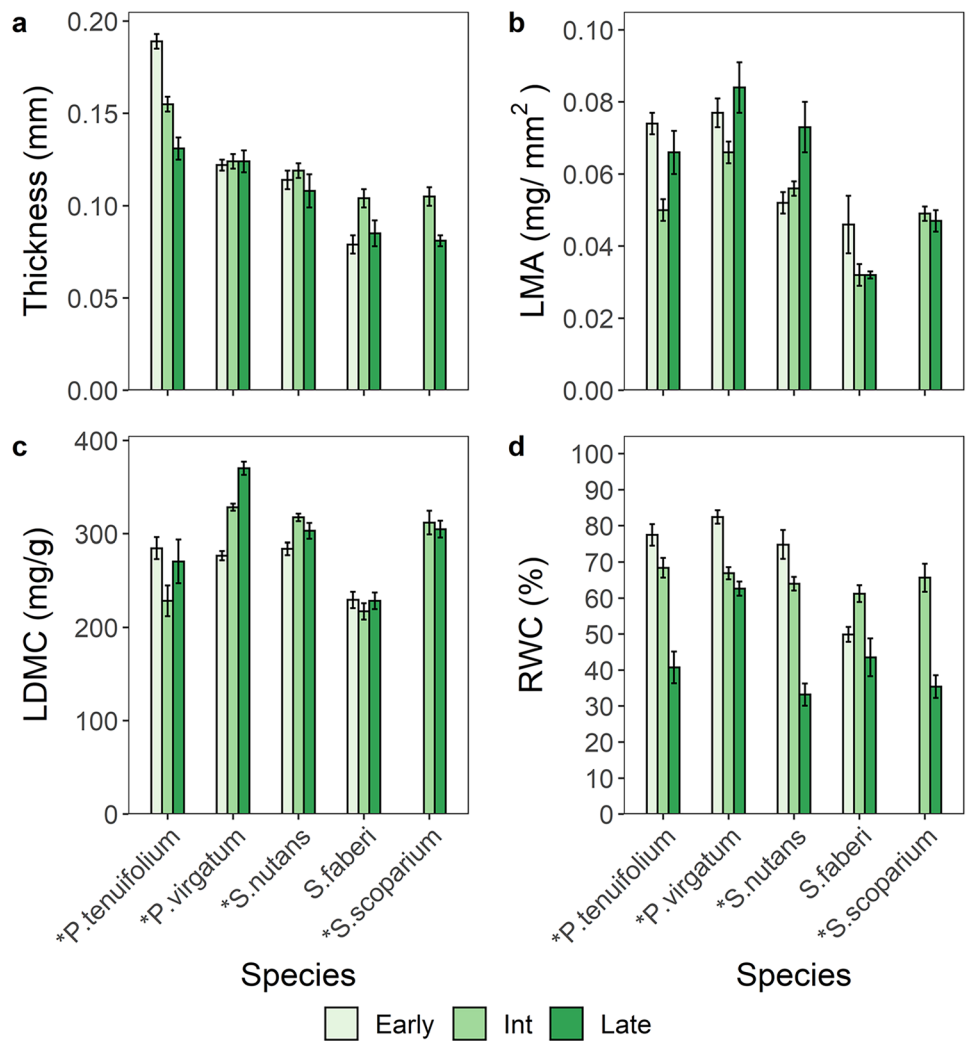 a
Thickness (mm)
0.20
0.15
0.10
0.05
0.00
b
LMA (mg/ mm²)
0.10
0.08
0.06
0.04
0.02
0.00
c
LDMC (mg/g)
400
300
200
100
0
*P.tenuifolium
*P.virgatum
*S.nutans
S.faberi
*S.scoparium
Species
d
RWC (%)
100
90
80
70
60
50
40
30
20
10
0
*P.tenuifolium
*P.virgatum
*S.nutans
S.faberi
*S.scoparium
Species
Early Int Late